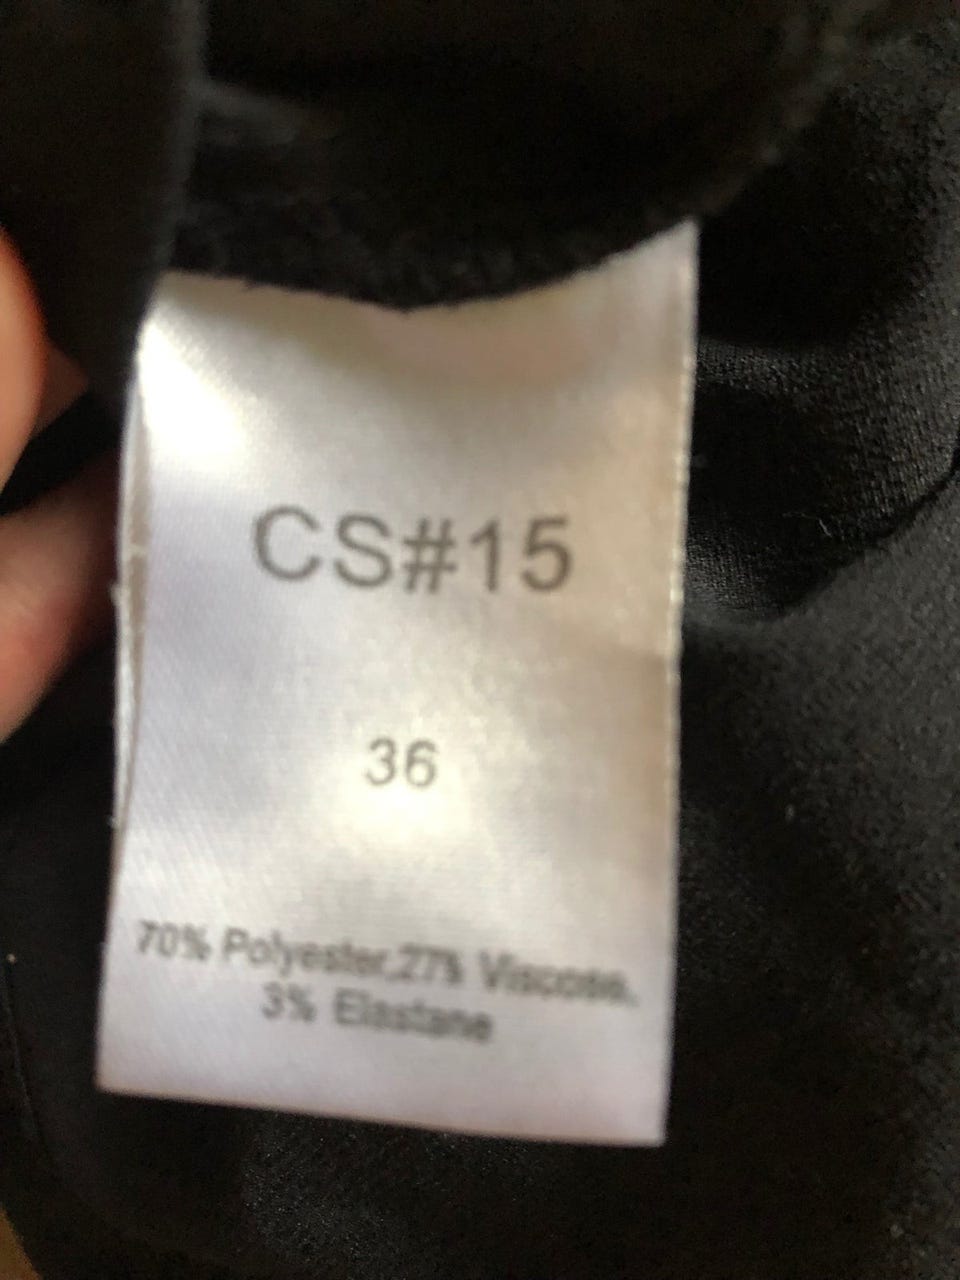 CS#15
36
70% Polyester,27% Viscose,
3% Elastane